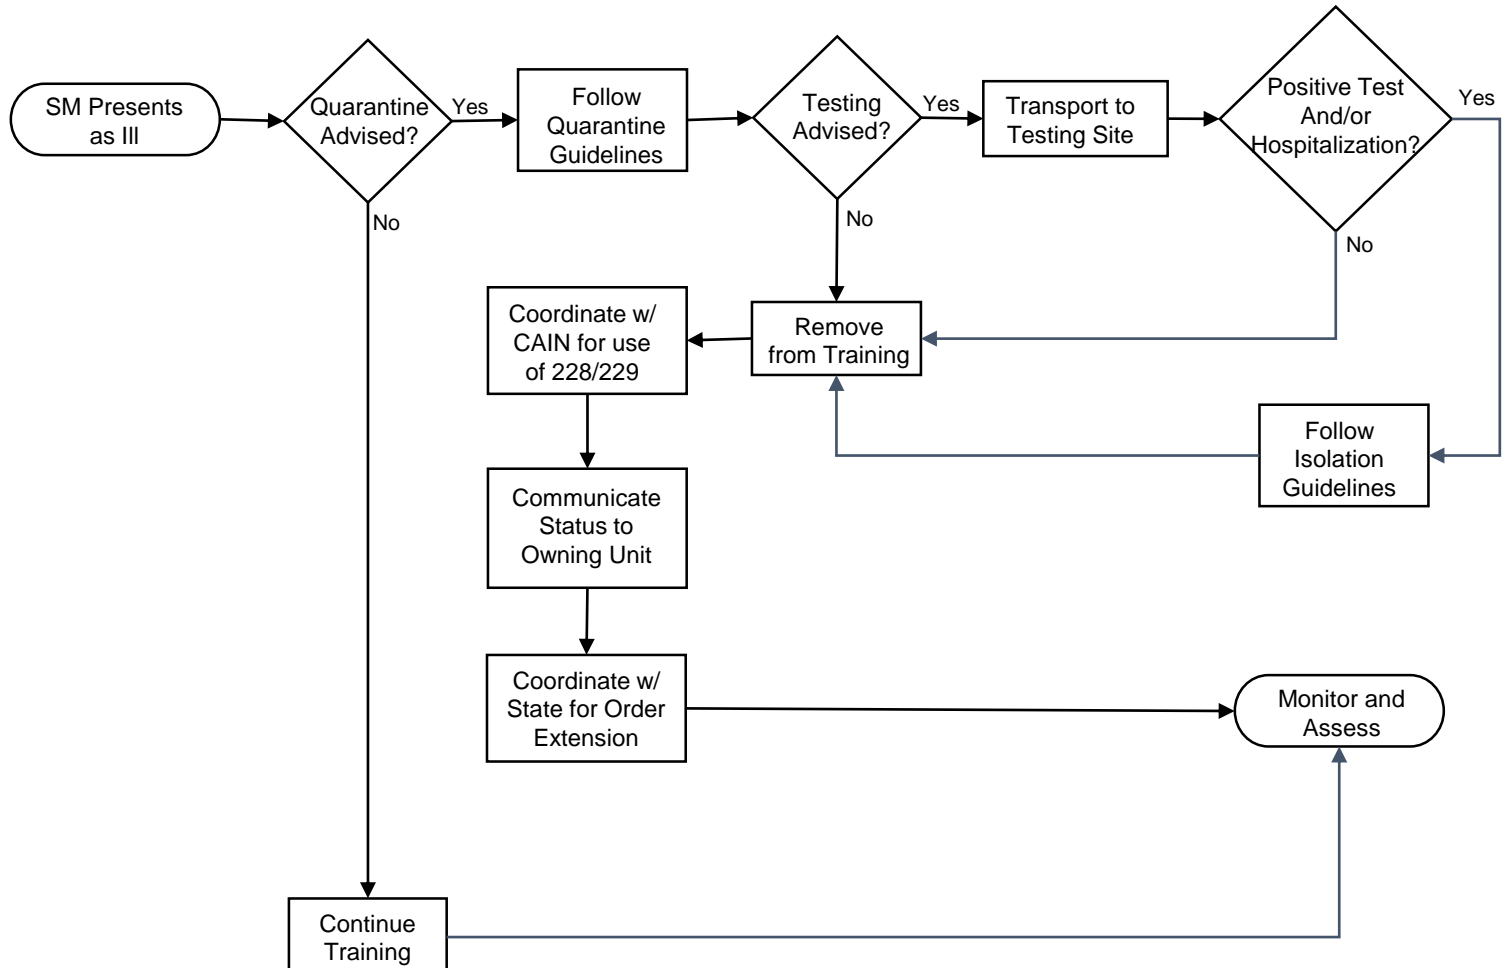 SM Presents
as Ill
Quarantine
Advised?
Yes
No
Follow
Quarantine
Guidelines
Testing
Advised?
Yes
No
Transport to
Testing Site
Positive Test
And/or
Hospitalization?
Yes
No
Coordinate w/
CAIN for use
of 228/229
Remove
from Training
Follow
Isolation
Guidelines
Communicate
Status to
Owning Unit
Coordinate w/
State for Order
Extension
Monitor and
Assess
Continue
Training